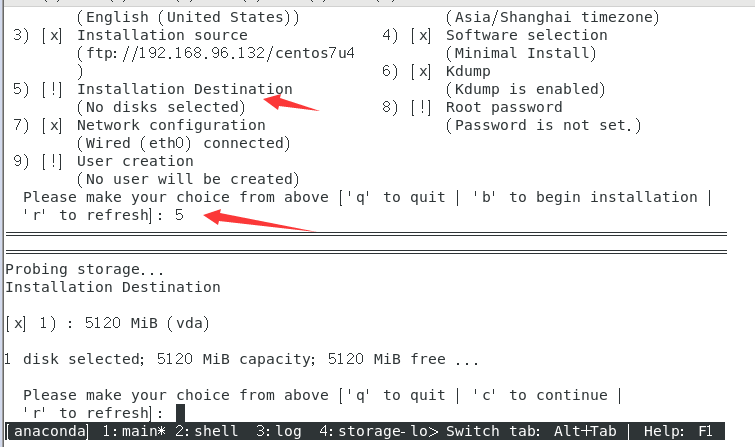 (English (United States)) (Asia/Shanghai timezone)
3) [x] Installation source 4) [x] Software selection
(ftp://192.168.96.132/centos7u4 (Minimal Install)
) 6) [x] Kdump
5) [!] Installation Destination (Kdump is enabled)
(No disks selected) 8) [!] Root password
7) [x] Network configuration (Password is not set.)
(Wired (eth0) connected)
9) [!] User creation
(No user will be created)
Please make your choice from above ['q' to quit | 'b' to begin installation |
'r' to refresh]: 5
Probing storage...
Installation Destination
[x] 1) : 5120 MiB (vda)
1 disk selected; 5120 MiB capacity; 5120 MiB free ...
Please make your choice from above ['q' to quit | 'c' to continue |
'r' to refresh]:
[anaconda] 1:main* 2:shell 3:log 4:storage-lo> Switch tab: Alt+Tab | Help: F1